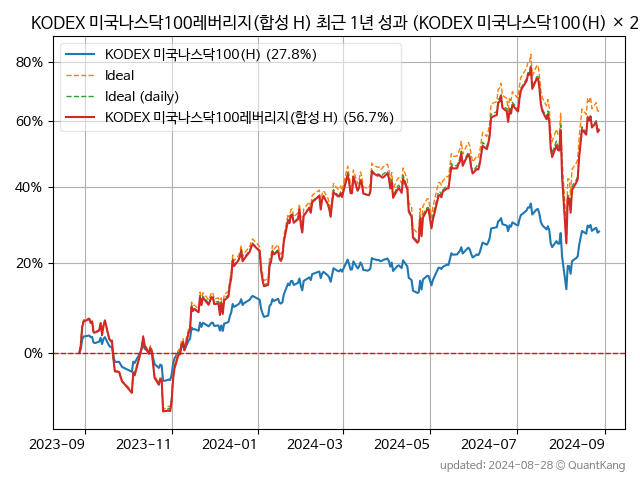 KODEX 미국나스닥100레버리지(합성 H) 최근 1년 성과 (KODEX 미국나스닥100(H) × 2
KODEX 미국나스닥100(H) (27.8%)
Ideal
Ideal (daily)
KODEX 미국나스닥100레버리지(합성 H) (56.7%)
80%
60%
40%
20%
0%
2023-09 2023-11 2024-01 2024-03 2024-05 2024-07 2024-09
updated: 2024-08-28 @ QuantKang